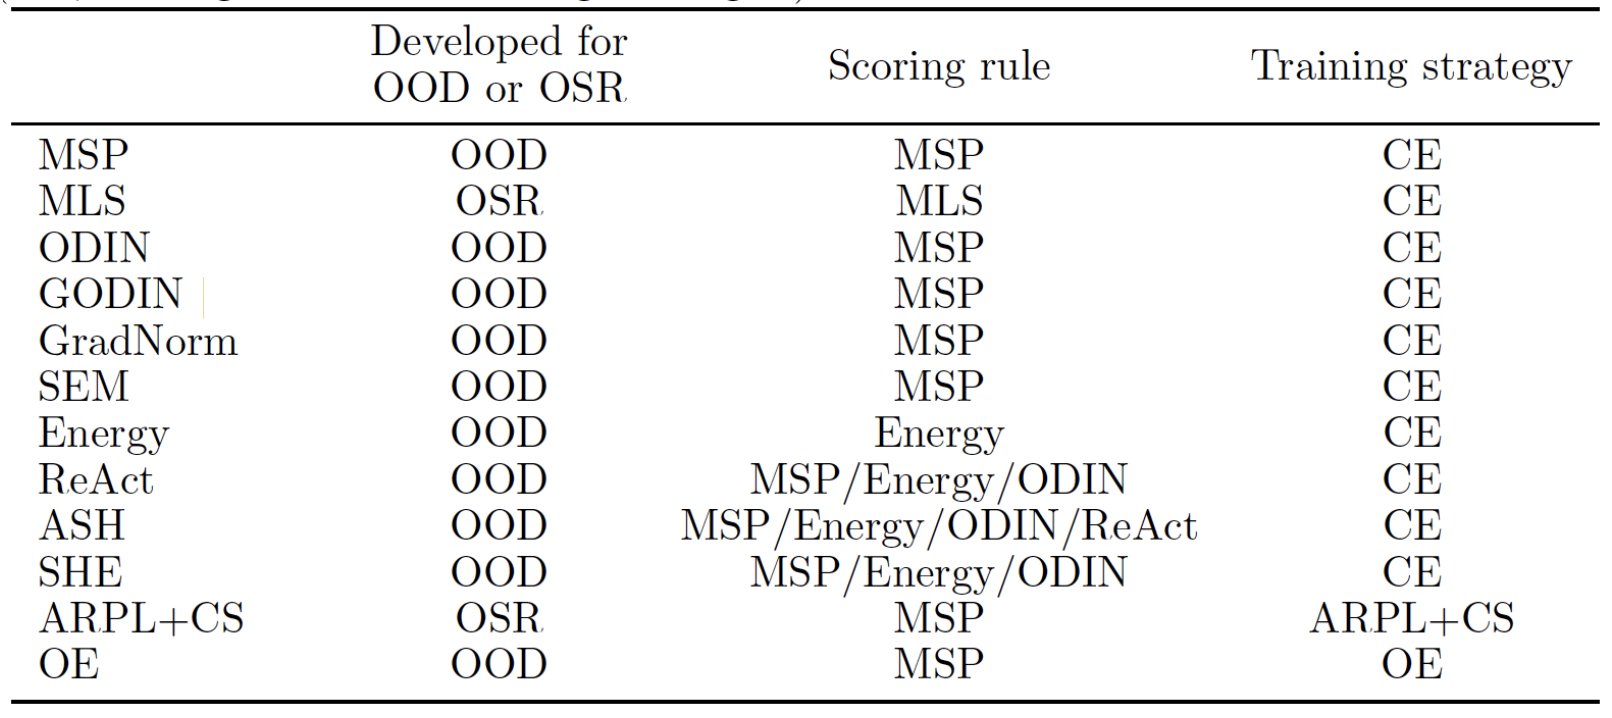 Developed for
OOD or OSR Scoring rule Training strategy
MSP OOD MSP CE
MLS OSR MLS CE
ODIN OOD MSP CE
GODIN OOD MSP CE
GradNorm OOD MSP CE
SEM OOD MSP CE
Energy OOD Energy CE
ReAct OOD MSP/Energy/ODIN CE
ASH OOD MSP/Energy/ODIN/ReAct CE
SHE OOD MSP/Energy/ODIN CE
ARPL+CS OSR MSP ARPL+CS
OE OOD MSP OE